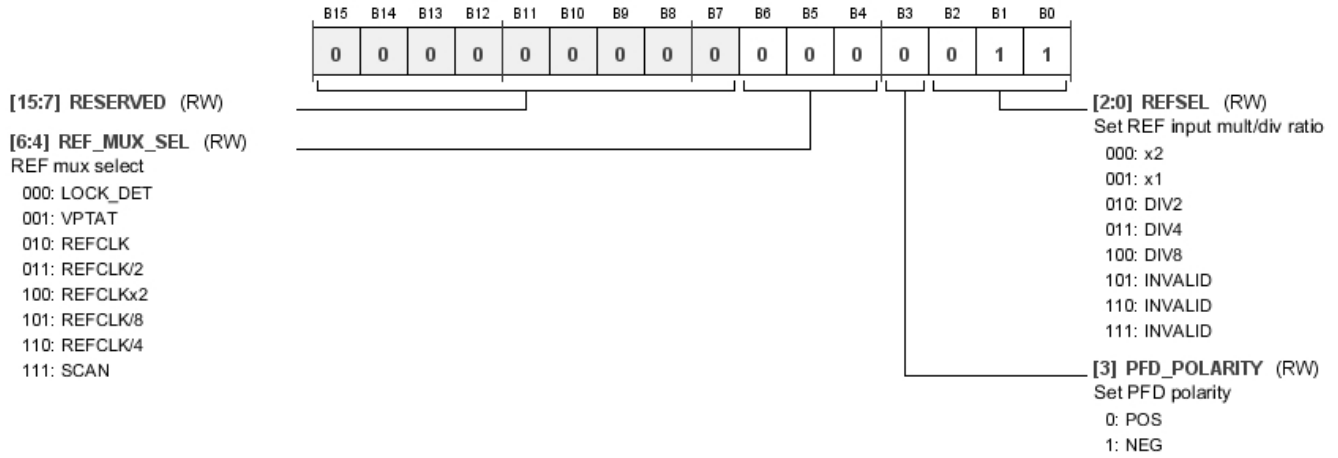 B15 B14 B13 B12 B11 B10 B9 B8 B7 B6 B5 B4 B3 B2 B1 B0
0 0 0 0 0 0 0 0 0 0 0 0 0 0 1 1
[15:7] RESERVED (RW)
[6:4] REF_MUX_SEL (RW)
REF mux select
000: LOCK_DET
001: VPTAT
010: REFCLK
011: REFCLK/2
100: REFCLKx2
101: REFCLK/8
110: REFCLK/4
111: SCAN
[2:0] REFSEL (RW)
Set REF input mult/div ratio
000: x2
001: x1
010: DIV2
011: DIV4
100: DIV8
101: INVALID
110: INVALID
111: INVALID
[3] PFD_POLARITY (RW)
Set PFD polarity
0: POS
1: NEG